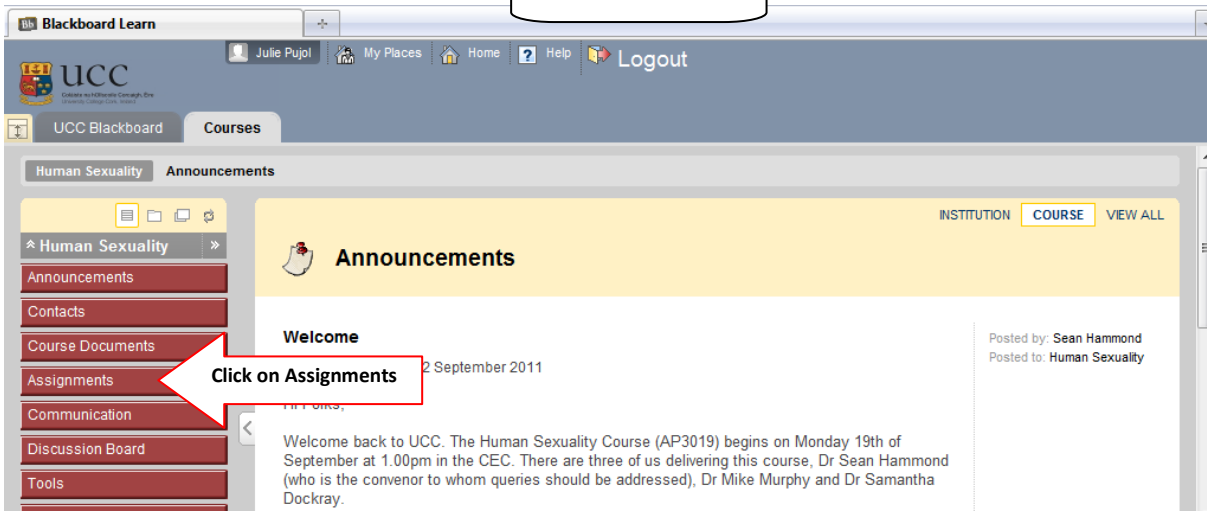 Bb Blackboard Learn
Julie Pujol My Places Home ? Help Logout
UCC
UCC Blackboard Courses
Human Sexuality Announcements
INSTITUTION COURSE VIEW ALL
Human Sexuality »
Announcements
Announcements
Contacts
Course Documents
Assignments
Communication
Discussion Board
Tools
Click on Assignments
Welcome
2 September 2011
Posted by: Sean Hammond
Posted to: Human Sexuality
Welcome back to UCC. The Human Sexuality Course (AP3019) begins on Monday 19th of
September at 1.00pm in the CEC. There are three of us delivering this course, Dr Sean Hammond
(who is the convenor to whom queries should be addressed), Dr Mike Murphy and Dr Samantha
Dockray.